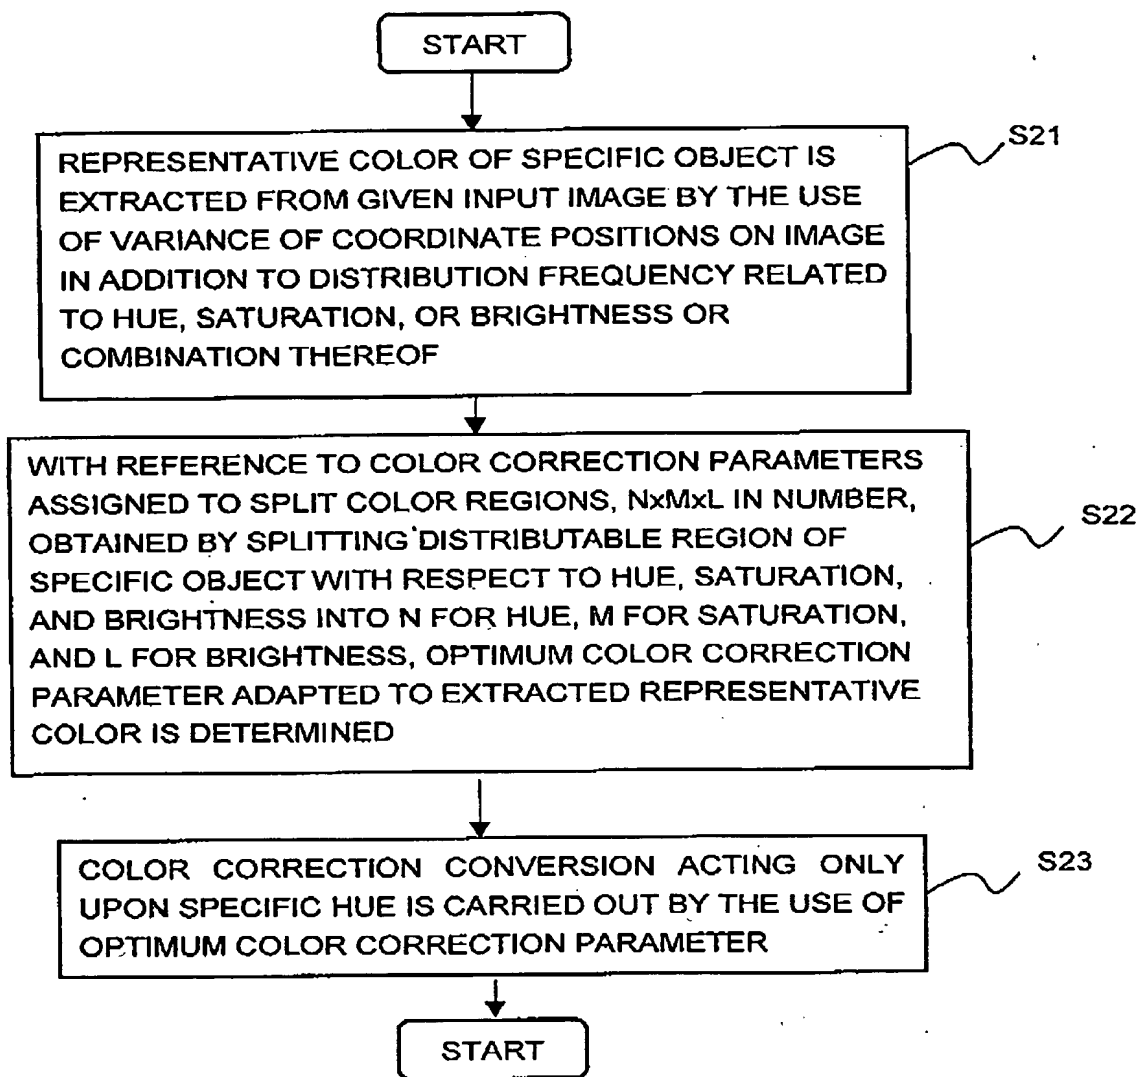 START
S21
REPRESENTATIVE COLOR OF SPECIFIC OBJECT IS
EXTRACTED FROM GIVEN INPUT IMAGE BY THE USE
OF VARIANCE OF COORDINATE POSITIONS ON IMAGE
IN ADDITION TO DISTRIBUTION FREQUENCY RELATED
TO HUE, SATURATION, OR BRIGHTNESS OR
COMBINATION THEREOF
S22
WITH REFERENCE TO COLOR CORRECTION PARAMETERS
ASSIGNED TO SPLIT COLOR REGIONS, NxMxL IN NUMBER,
OBTAINED BY SPLITTING DISTRIBUTABLE REGION OF
SPECIFIC OBJECT WITH RESPECT TO HUE, SATURATION,
AND BRIGHTNESS INTO N FOR HUE, M FOR SATURATION,
AND L FOR BRIGHTNESS, OPTIMUM COLOR CORRECTION
PARAMETER ADAPTED TO EXTRACTED REPRESENTATIVE
COLOR IS DETERMINED
S23
COLOR CORRECTION CONVERSION ACTING ONLY
UPON SPECIFIC HUE IS CARRIED OUT BY THE USE OF
OPTIMUM COLOR CORRECTION PARAMETER
START